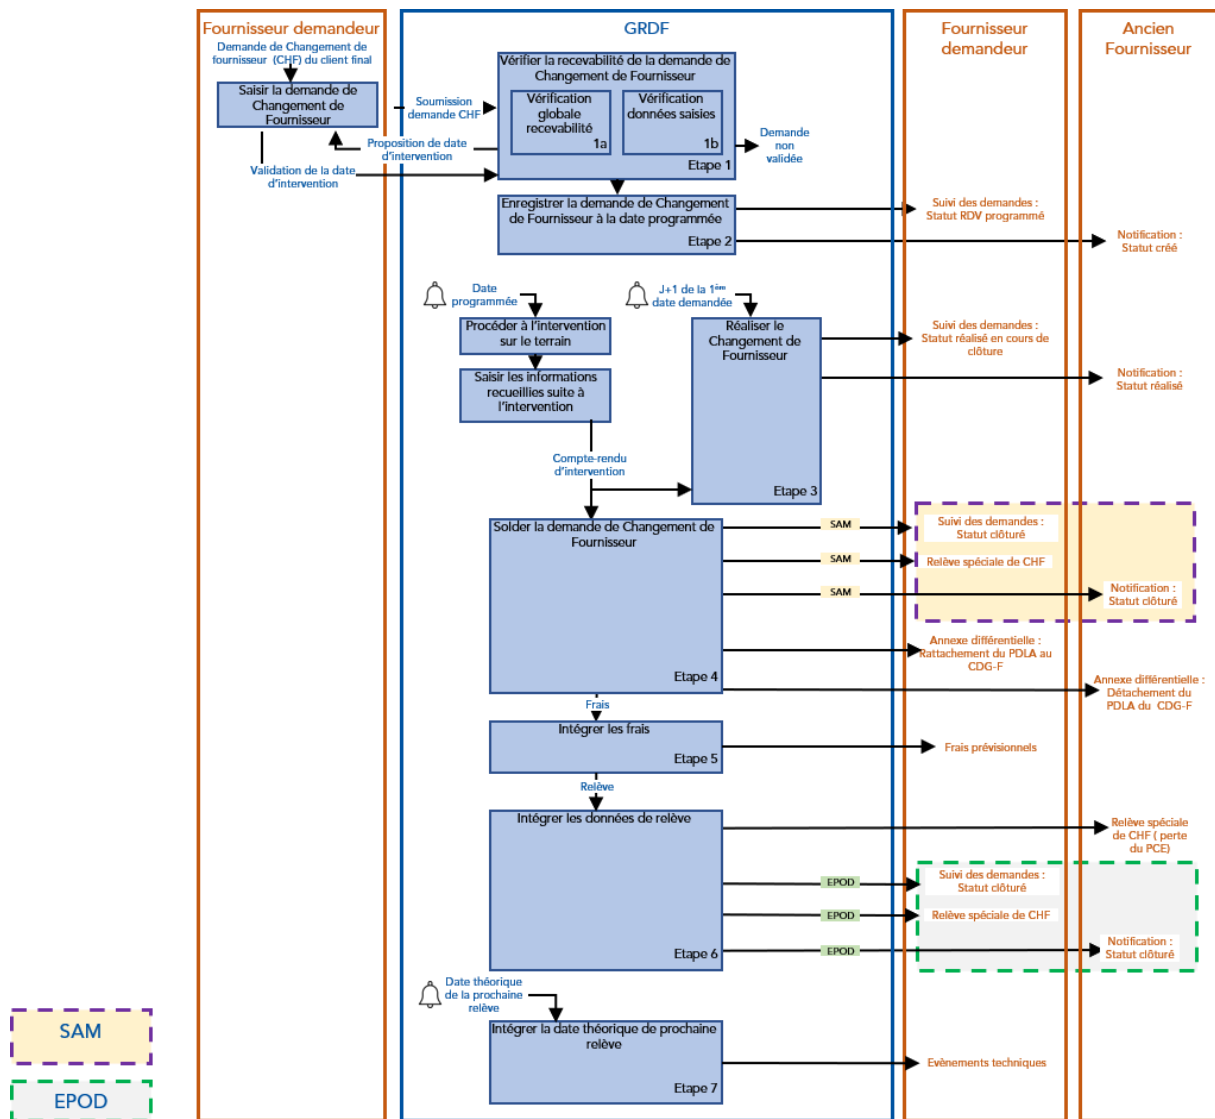 Fournisseur demandeur
GRDF
Fournisseur
demandeur
Ancien
Fournisseur
Demande de Changement de
fournisseur (CHF) du client final
Saisir la demande de
Changement de
Fournisseur
Soumission
demande CHF
Proposition de date
d'intervention
Validation de la date
d'intervention
Vérifier la recevabilité de la demande de
Changement de Fournisseur
Vérification
globale
recevabilité
1a
Vérification
données saisies
1b
Etape 1
Demande
non
validée
Enregistrer la demande de Changement
de Fournisseur à la date programmée
Etape 2
Suivi des demandes :
Statut RDV programmé
Notification :
Statut créé
Date
programmée
J+1 de la 1ère
date demandée
Procéder à l'intervention
sur le terrain
Saisir les informations
recueillies suite à
l'intervention
Réaliser le
Changement de
Fournisseur
Etape 3
Suivi des demandes :
Statut réalisé en cours de
clôture
Notification :
Statut réalisé
Compte-rendu
d'intervention
Solder la demande de Changement de
Fournisseur
Etape 4
SAM
Suivi des demandes :
Statut clôturé
SAM
Relève spéciale de CHF
SAM
Notification :
Statut clôturé
Annexe différentielle :
Rattachement du PDLA au
CDG-F
Annexe différentielle :
Détachement du
PDLA du CDG-F
Frais
Intégrer les frais
Etape 5
Frais prévisionnels
Relève
Intégrer les données de relève
Etape 6
Relève spéciale
de CHF ( perte
du PCE)
EPOD
Suivi des demandes :
Statut clôturé
EPOD
Relève spéciale de CHF
EPOD
Notification :
Statut clôturé
Date théorique
de la prochaine
relève
Intégrer la date théorique de prochaine
relève
Etape 7
Evènements techniques
SAM
EPOD